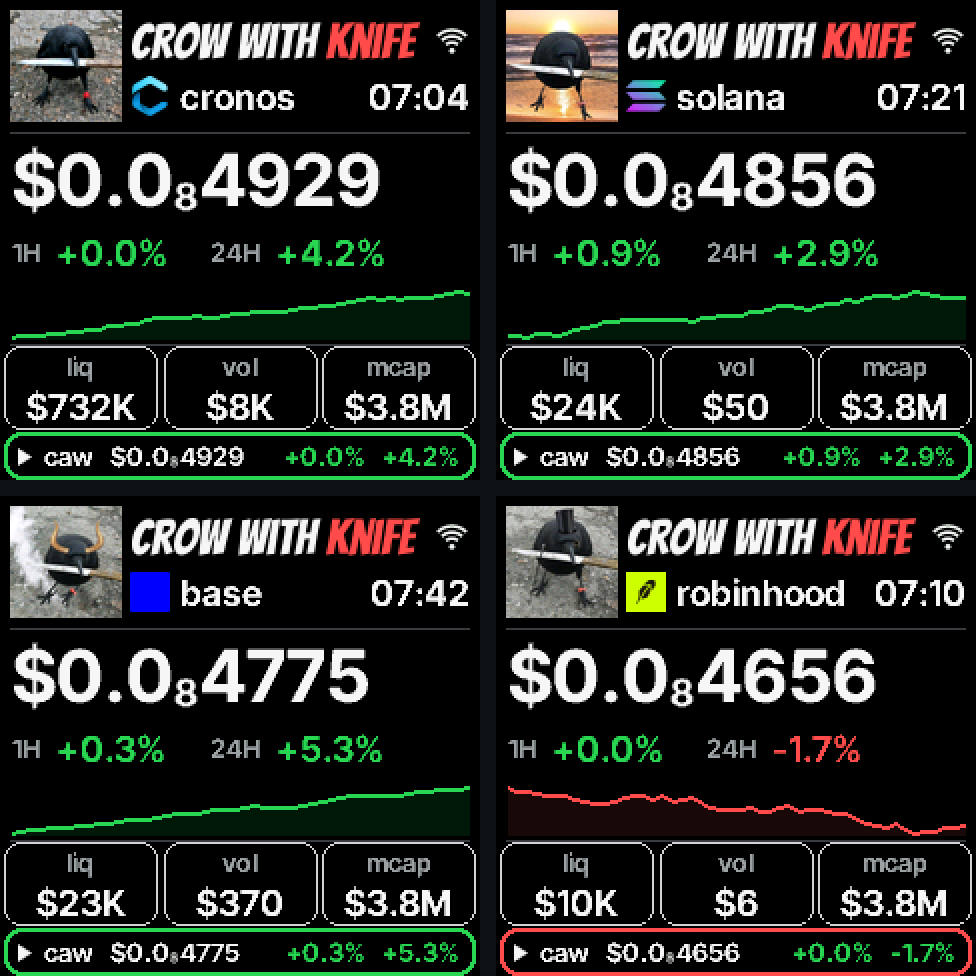 CROW WITH KNIFE
cronos 07:04
$0.0₈4929
1H +0.0% 24H +4.2%
liq vol mcap
$732K $8K $3.8M
caw $0.0₈4929 +0.0% +4.2%
CROW WITH KNIFE
solana 07:21
$0.0₈4856
1H +0.9% 24H +2.9%
liq vol mcap
$24K $50 $3.8M
caw $0.0₈4856 +0.9% +2.9%
CROW WITH KNIFE
base 07:42
$0.0₈4775
1H +0.3% 24H +5.3%
liq vol mcap
$23K $370 $3.8M
caw $0.0₈4775 +0.3% +5.3%
CROW WITH KNIFE
robinhood 07:10
$0.0₈4656
1H +0.0% 24H -1.7%
liq vol mcap
$10K $6 $3.8M
caw $0.0₈4656 +0.0% -1.7%